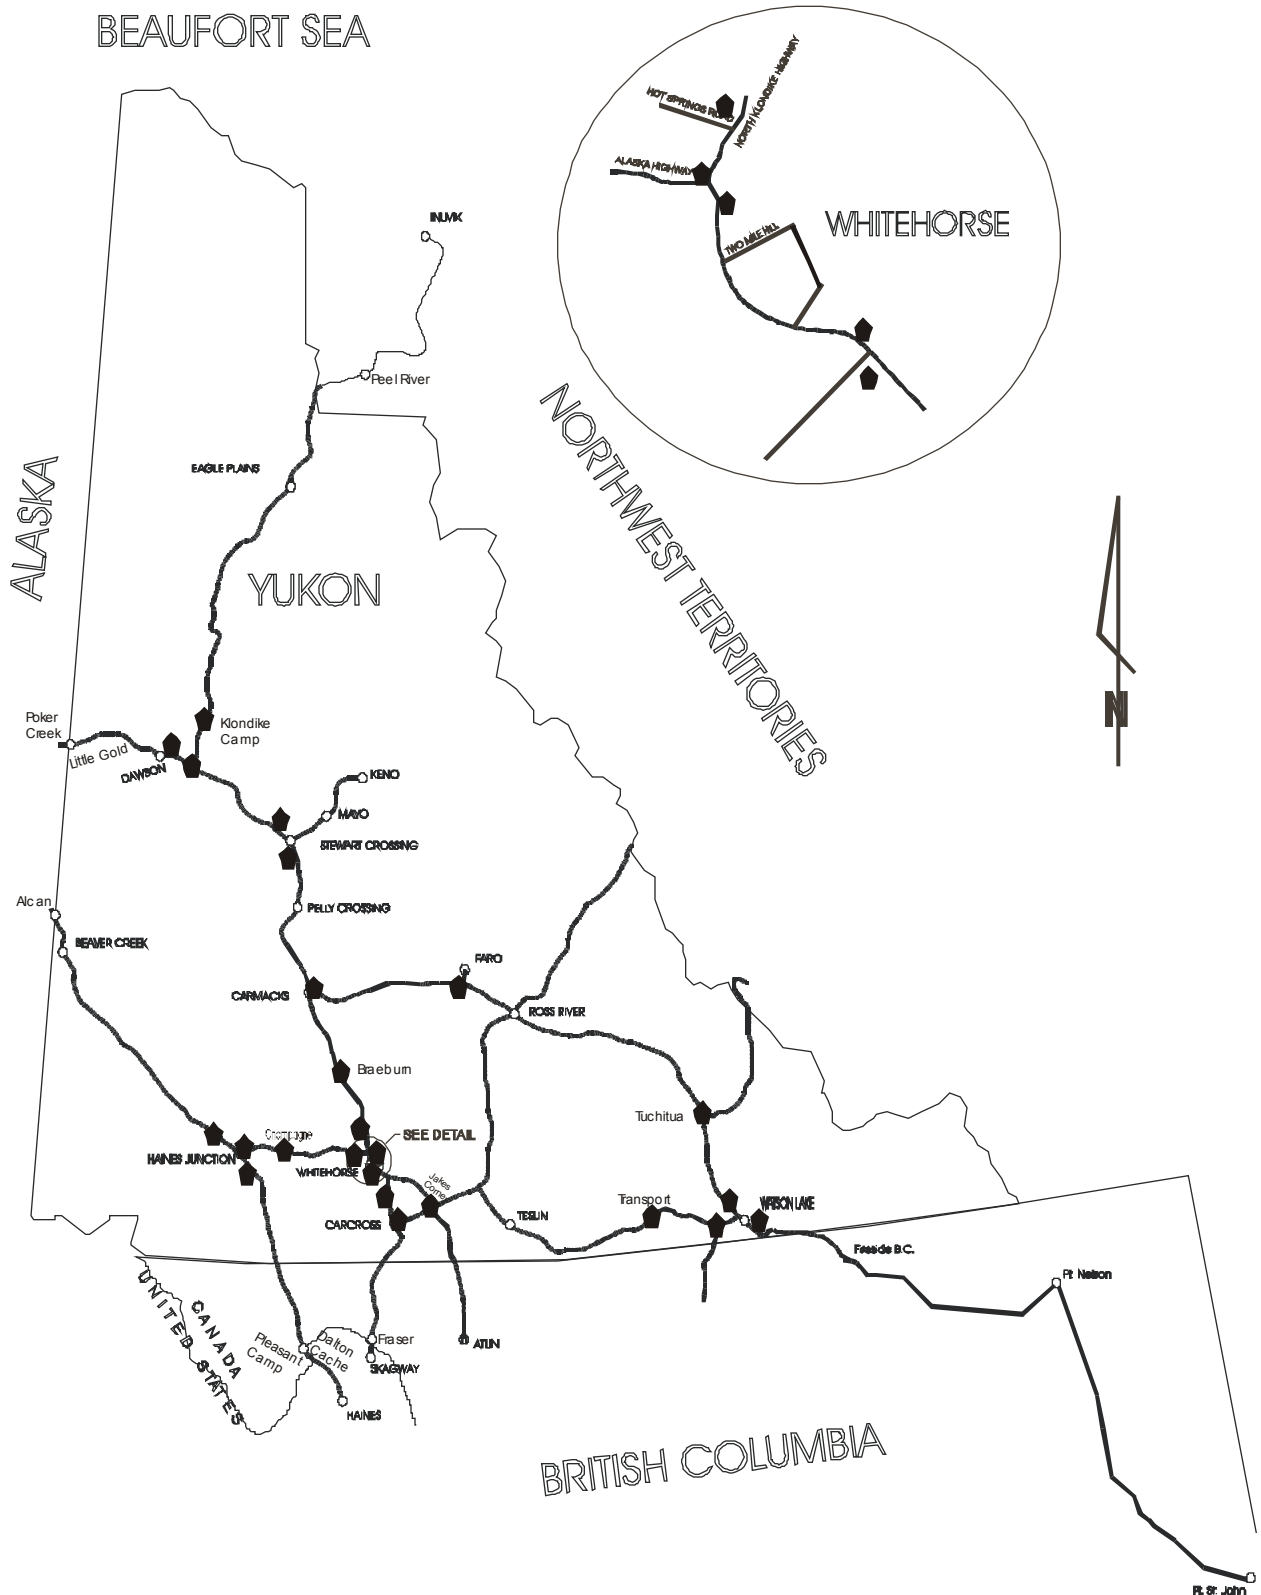 BEAUFORT SEA
NORTH KLONDIKE HIGHWAY
HOT SPRINGS ROAD
ALASKA HIGHWAY
WHITEHORSE
TWO MILE HILL
INUVIK
Peel River
NORTHWEST TERRITORIES
EAGLE PLAINS
ALASKA
YUKON
N
Poker
Creek
Klondike
Camp
Little Gold
DAWSON
KENO
MAYO
STEWART CROSSING
Alcan
PELLY CROSSING
BEAVER CREEK
FARO
CARMACKS
ROSS RIVER
Braeburn
Tuchitua
Champagne
SEE DETAIL
HAINES JUNCTION
WHITEHORSE
Jakes
Corner
Transport
WATSON LAKE
CARCROSS
TESLIN
Fireside B.C.
Ft. Nelson
CANADA
UNITED STATES
Pleasant
Camp
Dalton
Cache
Fraser
ATLIN
SKAGWAY
HAINES
BRITISH COLUMBIA
Ft. St. John